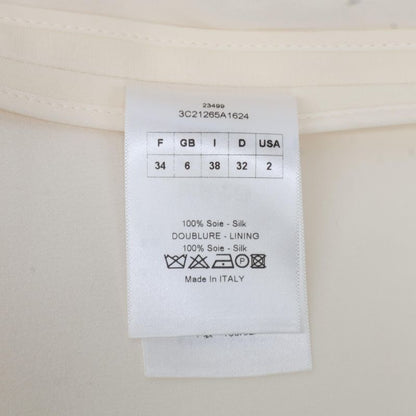 23499
3C21265A1624
F GB I D USA
34 6 38 32 2
100% Soie - Silk
DOUBLURE - LINING
100% Soie - Silk
P
Made In ITALY